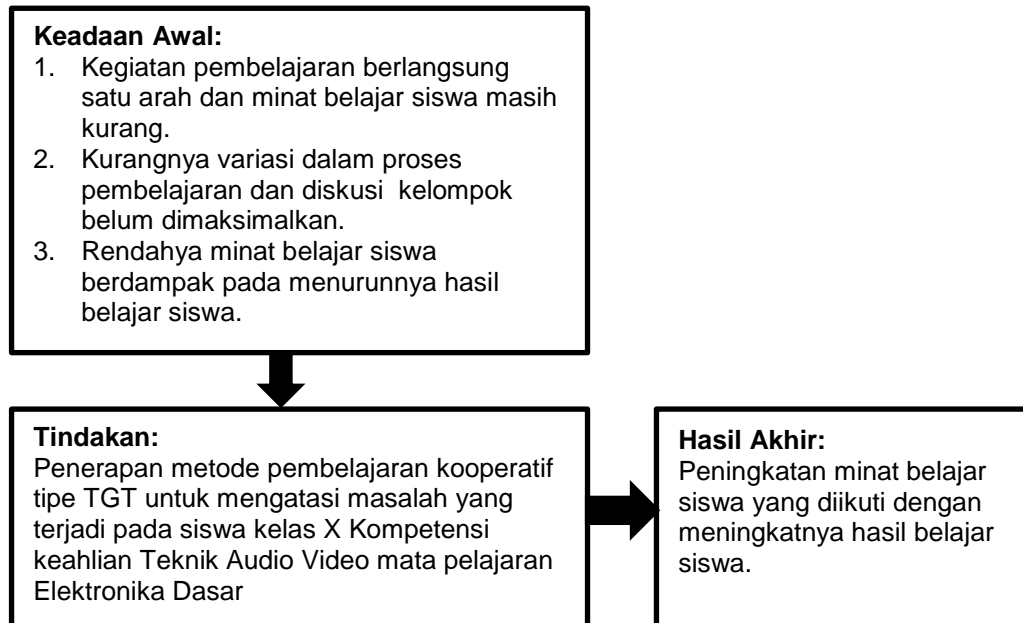 Keadaan Awal:
1. Kegiatan pembelajaran berlangsung
satu arah dan minat belajar siswa masih
kurang.
2. Kurangnya variasi dalam proses
pembelajaran dan diskusi kelompok
belum dimaksimalkan.
3. Rendahya minat belajar siswa
berdampak pada menurunnya hasil
belajar siswa.
Tindakan:
Penerapan metode pembelajaran kooperatif
tipe TGT untuk mengatasi masalah yang
terjadi pada siswa kelas X Kompetensi
keahlian Teknik Audio Video mata pelajaran
Elektronika Dasar
Hasil Akhir:
Peningkatan minat belajar
siswa yang diikuti dengan
meningkatnya hasil belajar
siswa.